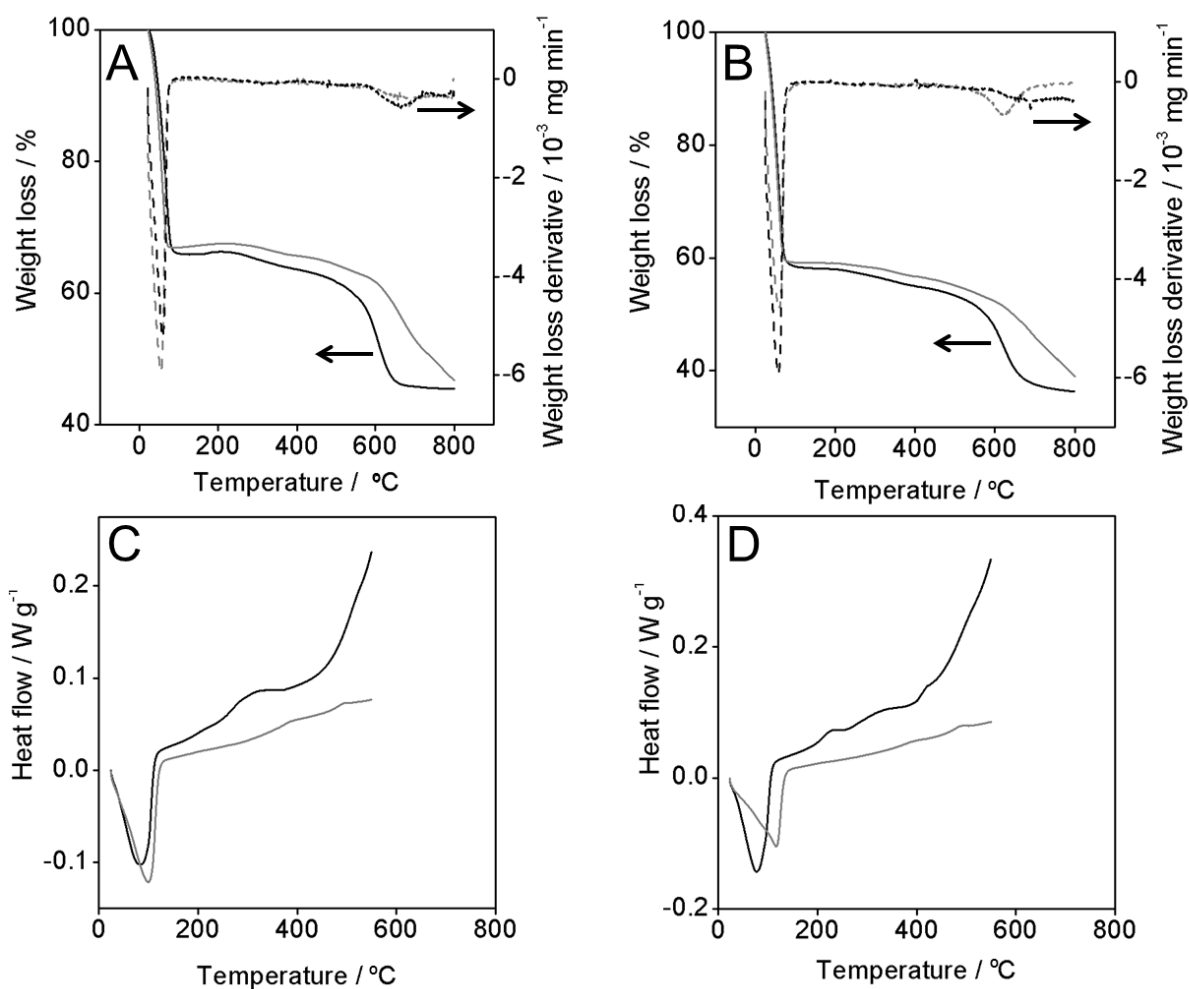 A
Weight loss / %
100
80
60
40
0
-2
-4
-6
Weight loss derivative / 10⁻³ mg min⁻¹
0 200 400 600 800
Temperature / ºC
B
Weight loss / %
100
80
60
40
0
-2
-4
-6
Weight loss derivative / 10⁻³ mg min⁻¹
0 200 400 600 800
Temperature / ºC
C
Heat flow / W g⁻¹
0.2
0.1
0.0
-0.1
0 200 400 600 800
Temperature / ºC
D
Heat flow / W g⁻¹
0.4
0.2
0.0
-0.2
0 200 400 600 800
Temperature / ºC